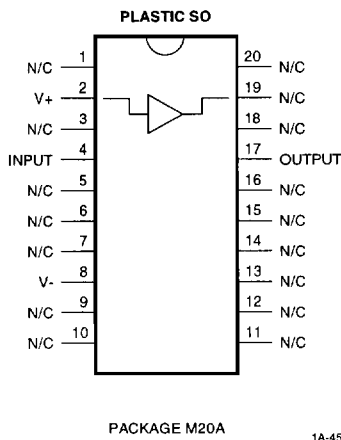 PLASTIC SO
N/C 1 20 N/C
V+ 2 19 N/C
N/C 3 18 N/C
INPUT 4 17 OUTPUT
N/C 5 16 N/C
N/C 6 15 N/C
N/C 7 14 N/C
V- 8 13 N/C
N/C 9 12 N/C
N/C 10 11 N/C
PACKAGE M20A
1A-45